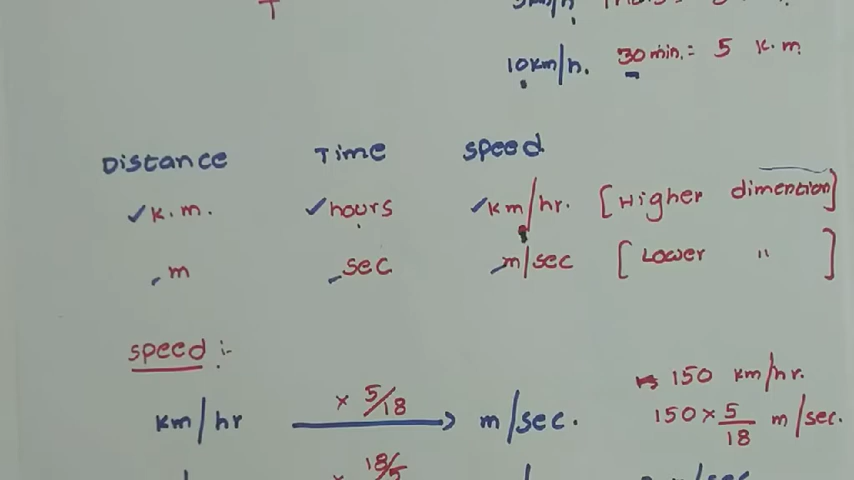 T
10km/h. 30 min.= 5 K.m
Distance Time speed
✓k.m. ✓hours ✓km/hr. [Higher dimention]
m sec m/sec [Lower "]
speed :-
150 km/hr.
km/hr × 5/18 m/sec. 150 × 5/18 m/sec.
× 18/5